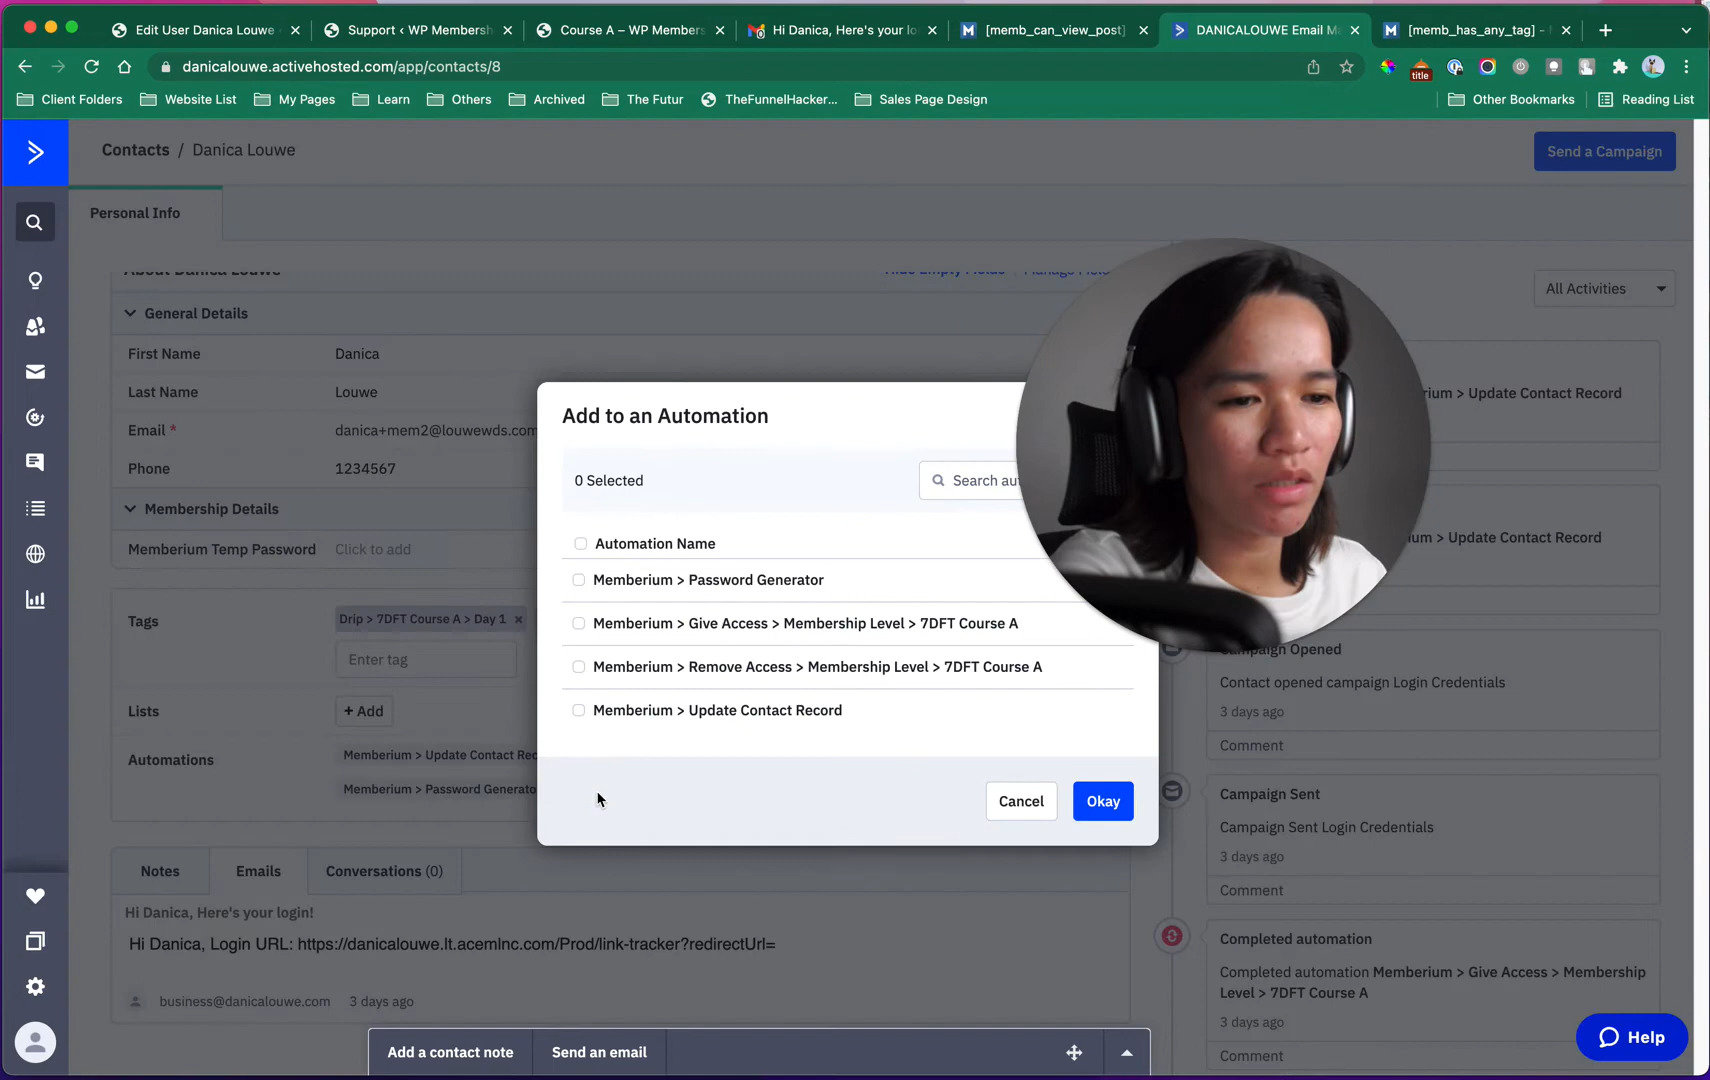 Edit User Danica Louwe
Support ‹ WP Membersh
Course A – WP Members
Hi Danica, Here's your lo
[memb_can_view_post]
DANICALOUWE Email M
[memb_has_any_tag] -
danicalouwe.activehosted.com/app/contacts/8
title
Client Folders
Website List
My Pages
Learn
Others
Archived
The Futur
TheFunnelHacker...
Sales Page Design
Other Bookmarks
Reading List
Contacts / Danica Louwe
Send a Campaign
Personal Info
About Danica Louwe
Hide Empty Fields
Manage Fiel
All Activities
General Details
First Name Danica
Last Name Louwe
Email * danica+mem2@louwewds.com
Phone 1234567
Membership Details
Memberium Temp Password Click to add
Tags
Drip > 7DFT Course A > Day 1 ×
Enter tag
Lists
+ Add
Automations
Memberium > Update Contact Rec
Memberium > Password Generato
Add to an Automation
0 Selected
Search au
Automation Name
Memberium > Password Generator
Memberium > Give Access > Membership Level > 7DFT Course A
Memberium > Remove Access > Membership Level > 7DFT Course A
Memberium > Update Contact Record
Cancel
Okay
rium > Update Contact Record
ium > Update Contact Record
Campaign Opened
Contact opened campaign Login Credentials
3 days ago
Comment
Campaign Sent
Campaign Sent Login Credentials
3 days ago
Comment
Completed automation
Completed automation Memberium > Give Access > Membership
Level > 7DFT Course A
3 days ago
Comment
Notes
Emails
Conversations (0)
Hi Danica, Here's your login!
Hi Danica, Login URL: https://danicalouwe.lt.acemlnc.com/Prod/link-tracker?redirectUrl=
business@danicalouwe.com 3 days ago
Add a contact note
Send an email
Help